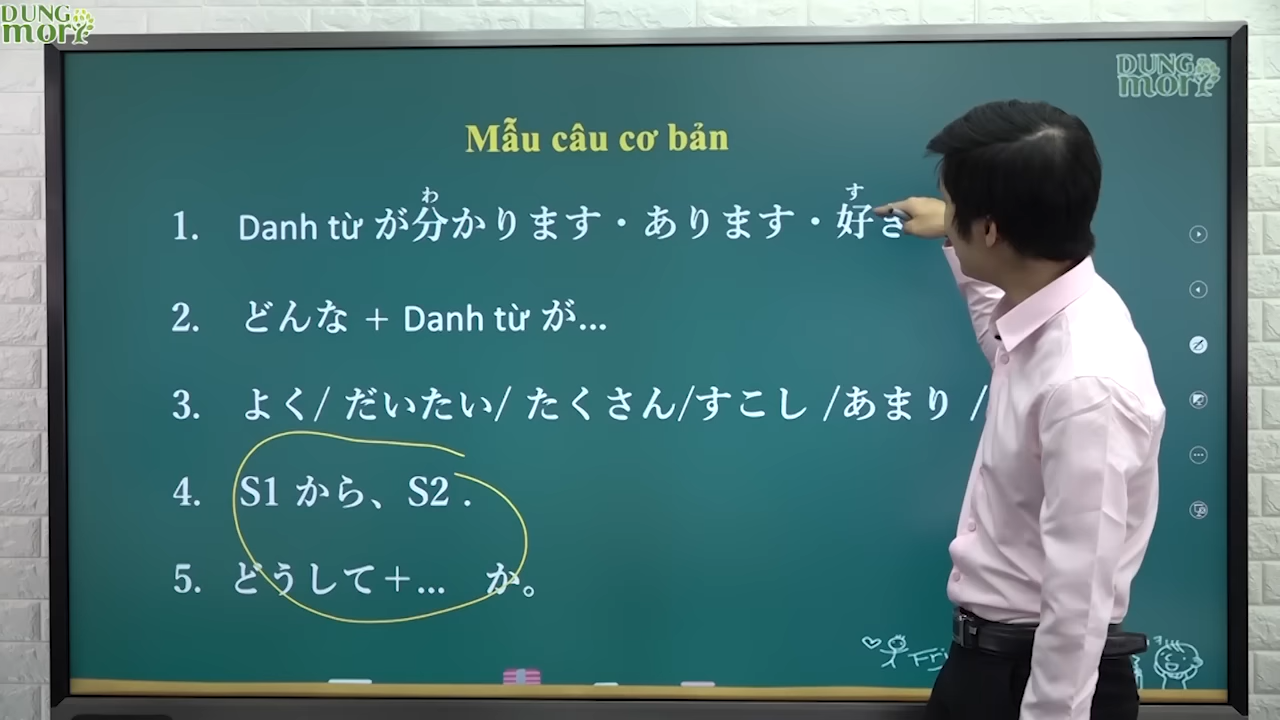 DUNG
mori
DUNG
mori
Mẫu câu cơ bản
わ す
1. Danh từ が分かります・あります・好き
2. どんな + Danh từ が...
3. よく/ だいたい/ たくさん/すこし /あまり /
4. S1 から、S2 .
5. どうして＋... か。